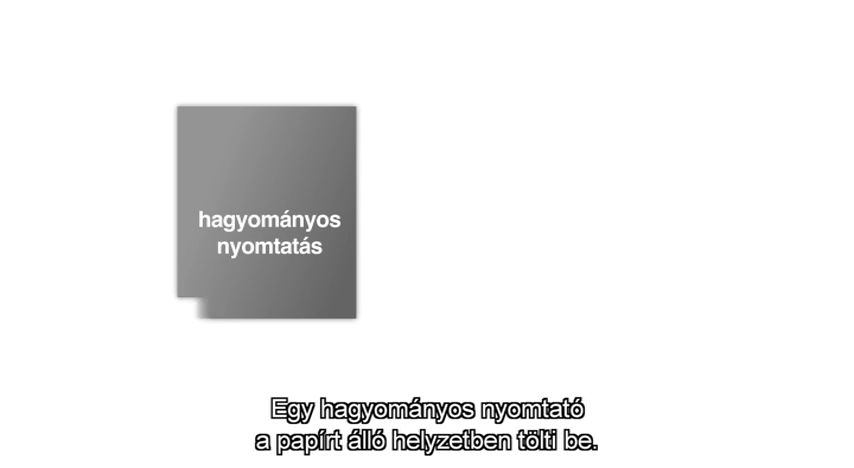 hagyományos
nyomtatás
Egy hagyományos nyomtató
a papírt álló helyzetben tölti be.